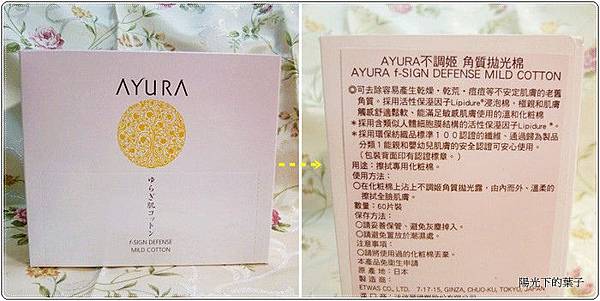 AYURA
ゆらぎ肌コットン
f-SIGN DEFENSE
MILD COTTON
AYURA不調姬 角質拋光棉
AYURA f-SIGN DEFENSE MILD COTTON
◎可去除容易產生乾燥・乾荒・痘痘等不安定肌膚的老舊
角質。採用活性保濕因子Lipidure*浸泡棉，極親和肌膚
觸感舒適鬆軟、能滿足敏感肌膚使用的溫和化粧棉。
＊採用含類似人體細胞膜結構的活性保濕因子Lipidure*。
＊採用環保紡織品標準１００認證的纖維、通過歸為製品
分類１能親和嬰幼兒肌膚的安全認證可安心使用。
（包裝背面印有認證標章。）
用途：擦拭專用化粧棉。
使用方法：
◎在化粧棉上沾上不調姬角質拋光露，由內而外、溫柔的
擦拭全臉肌膚。
數量：60片裝
保存方法：
○請妥善保管、避免灰塵掉入。
○請避免置放於潮濕處。
注意事項：
○請將使用過的化粧棉丟棄。
本產品免衛生申請
原產地：日本
製造商：
ETWAS CO., LTD. 7-17-15, GINZA, CHUO-KU, TOKYO, JAPAN
陽光下的葉子